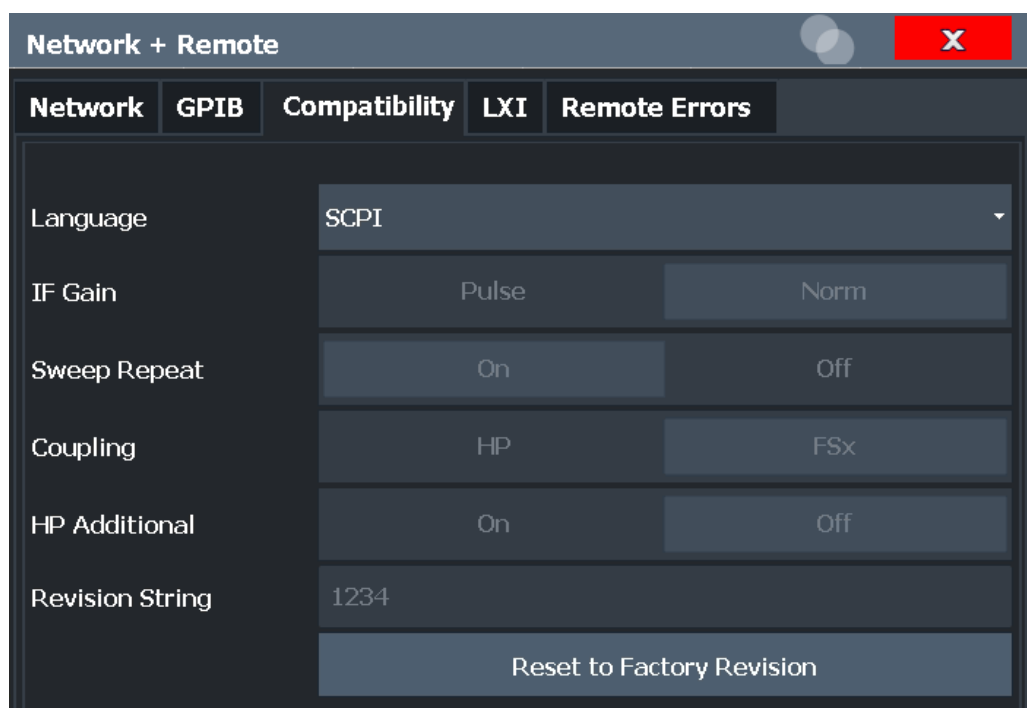 Network + Remote X
Network GPIB Compatibility LXI Remote Errors
Language SCPI
IF Gain Pulse Norm
Sweep Repeat On Off
Coupling HP FSx
HP Additional On Off
Revision String 1234
Reset to Factory Revision